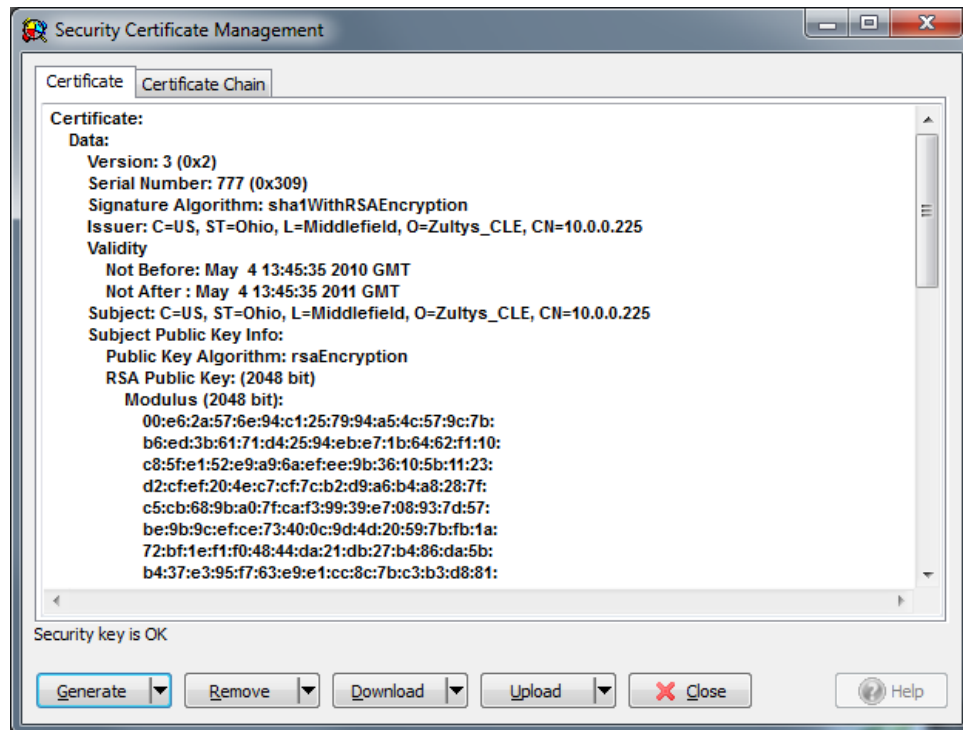 Security Certificate Management
Certificate Certificate Chain
Certificate:
Data:
Version: 3 (0x2)
Serial Number: 777 (0x309)
Signature Algorithm: sha1WithRSAEncryption
Issuer: C=US, ST=Ohio, L=Middlefield, O=Zultys_CLE, CN=10.0.0.225
Validity
Not Before: May  4 13:45:35 2010 GMT
Not After : May  4 13:45:35 2011 GMT
Subject: C=US, ST=Ohio, L=Middlefield, O=Zultys_CLE, CN=10.0.0.225
Subject Public Key Info:
Public Key Algorithm: rsaEncryption
RSA Public Key: (2048 bit)
Modulus (2048 bit):
00:e6:2a:57:6e:94:c1:25:79:94:a5:4c:57:9c:7b:
b6:ed:3b:61:71:d4:25:94:eb:e7:1b:64:62:f1:10:
c8:5f:e1:52:e9:a9:6a:ef:ee:9b:36:10:5b:11:23:
d2:cf:ef:20:4e:c7:cf:7c:b2:d9:a6:b4:a8:28:7f:
c5:cb:68:9b:a0:7f:ca:f3:99:39:e7:08:93:7d:57:
be:9b:9c:ef:ce:73:40:0c:9d:4d:20:59:7b:fb:1a:
72:bf:1e:f1:f0:48:44:da:21:db:27:b4:86:da:5b:
b4:37:e3:95:f7:63:e9:e1:cc:8c:7b:c3:b3:d8:81:
Security key is OK
Generate Remove Download Upload Close Help